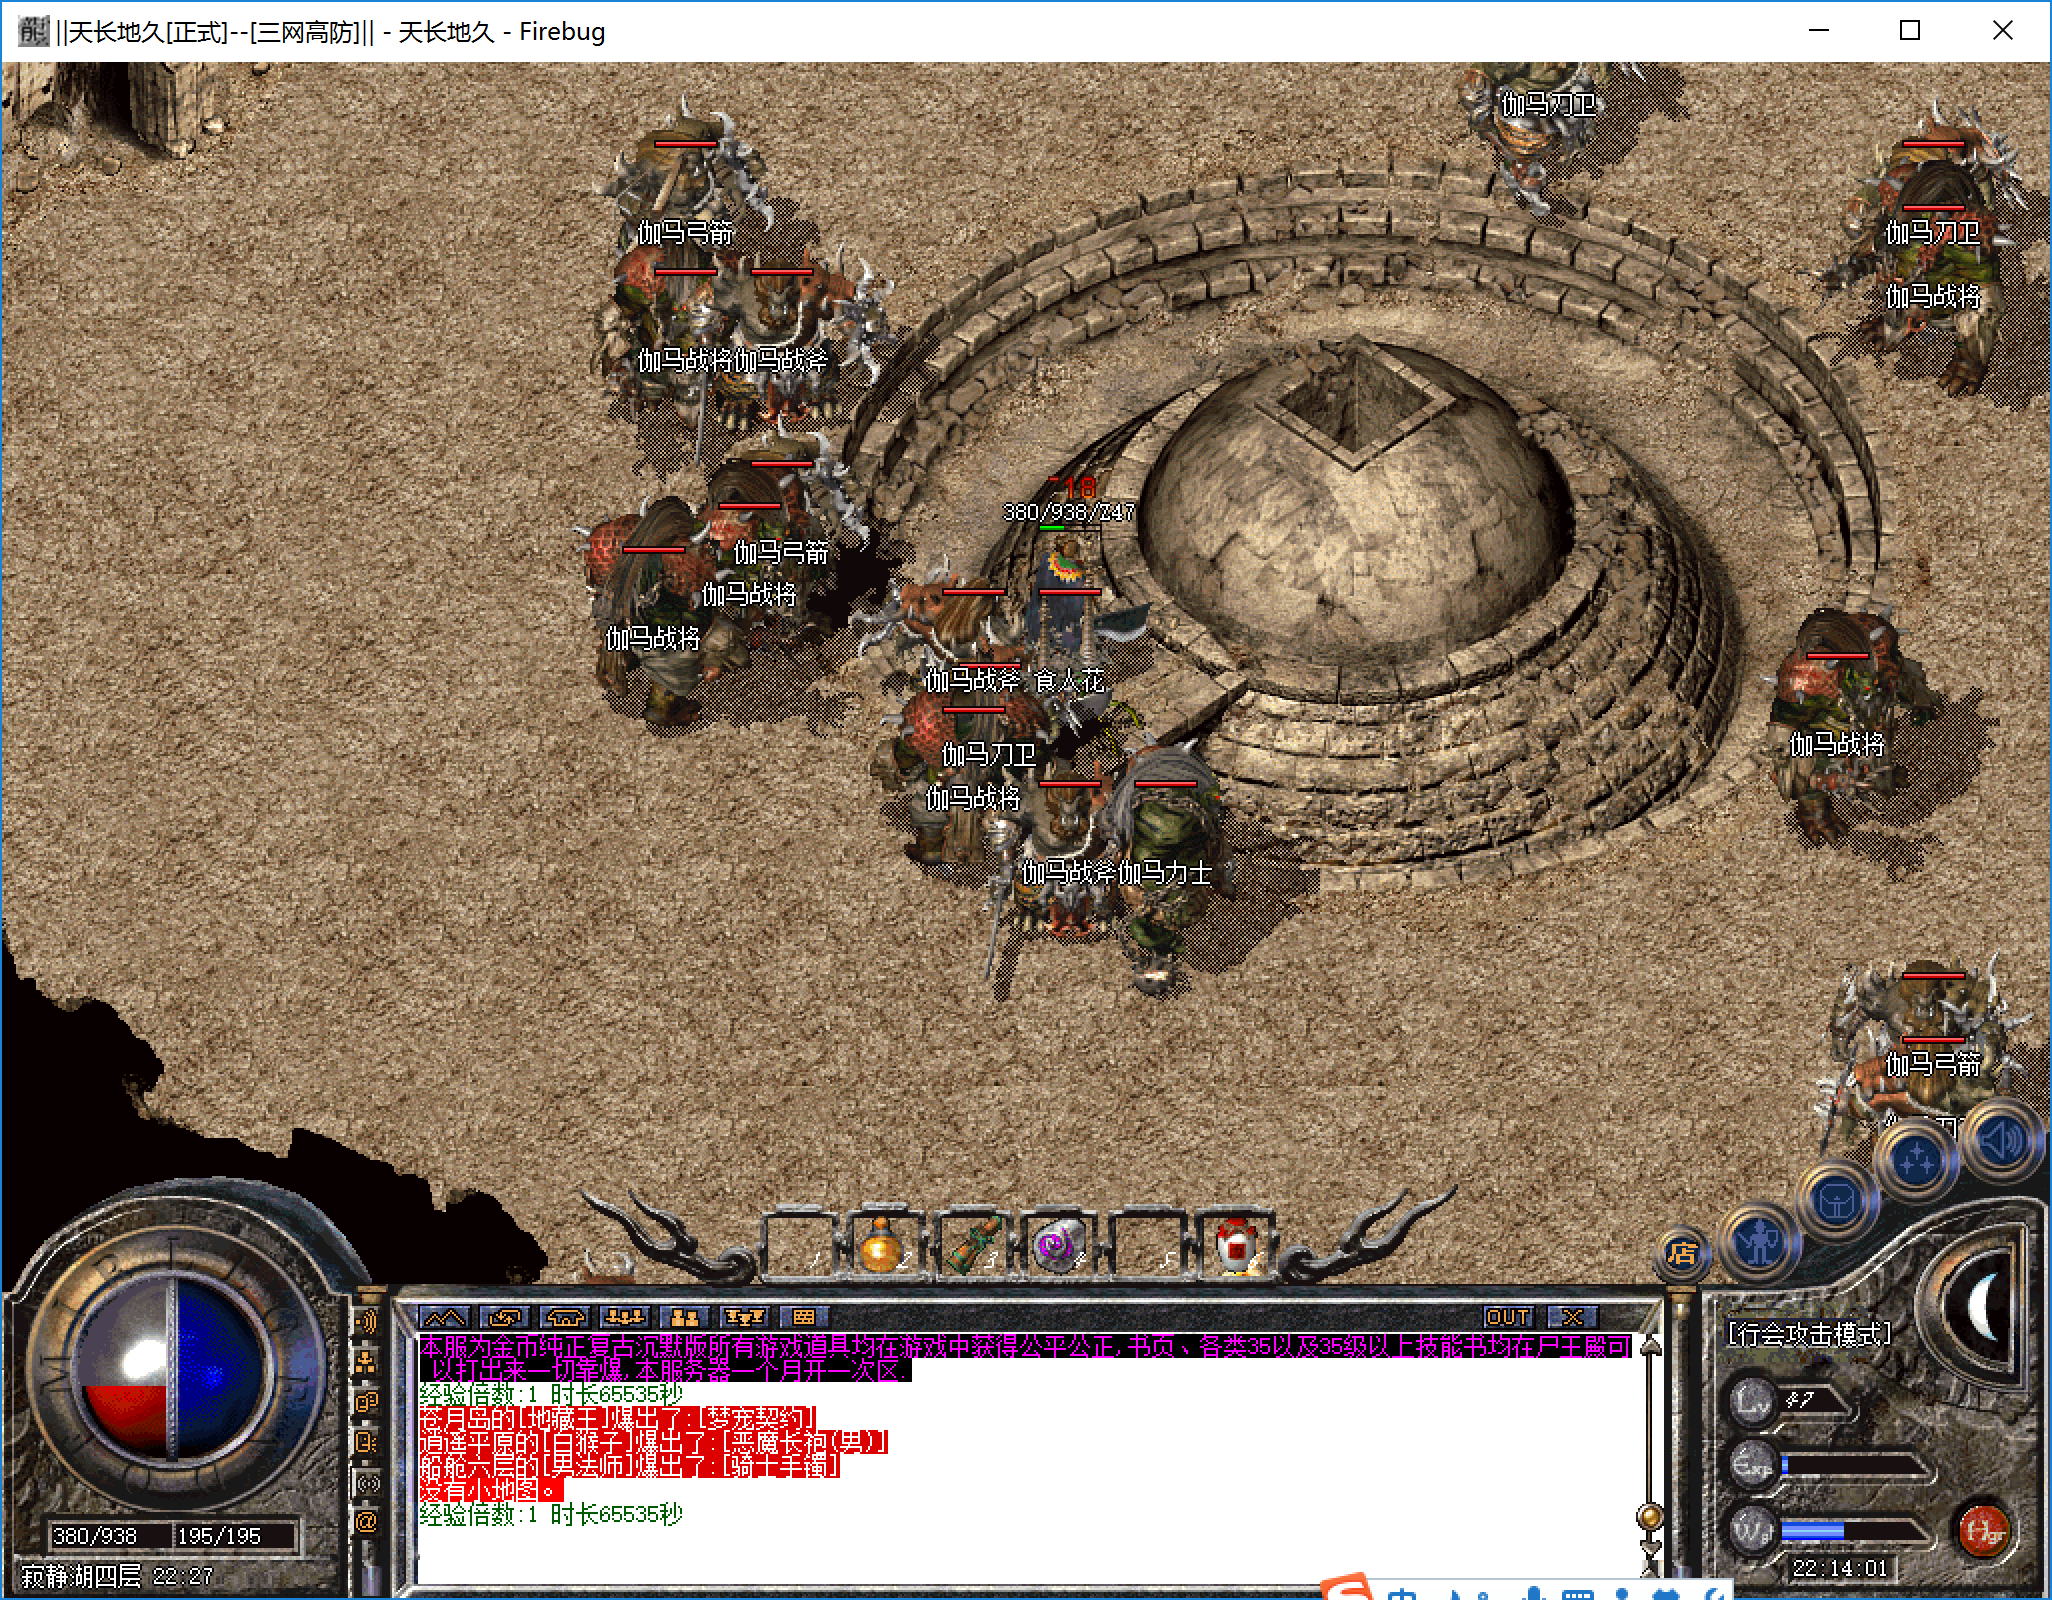 ||天长地久[正式]--[三网高防]|| - 天长地久 - Firebug
伽马刀卫
伽马弓箭
伽马刀卫
伽马战将
伽马战将伽马战斧
-18
380/938/Z47
伽马弓箭
伽马战将
伽马战将
伽马战斧 食人花
伽马刀卫
伽马战将
伽马战将
伽马战斧伽马力士
伽马弓箭
1 2 3 4 5 6
店
OUT X
本服为金币纯正复古沉默版所有游戏道具均在游戏中获得公平公正,书页、各类35以及35级以上技能书均在尸王殿可
以打出来一切靠爆,本服务器一个月开一次区.
经验倍数:1 时长65535秒
苍月岛的[地藏王]爆出了:[梦宠契约]
逍遥平原的[白猴子]爆出了:[恶魔长袍(男)]
船舱六层的[男法师]爆出了:[骑士手镯]
没有小地图。
经验倍数:1 时长65535秒
[行会攻击模式]
Lv 47
Exp
Wgt
Hgr
22:14:01
380/938 195/195
寂静湖四层 22:27
@
中